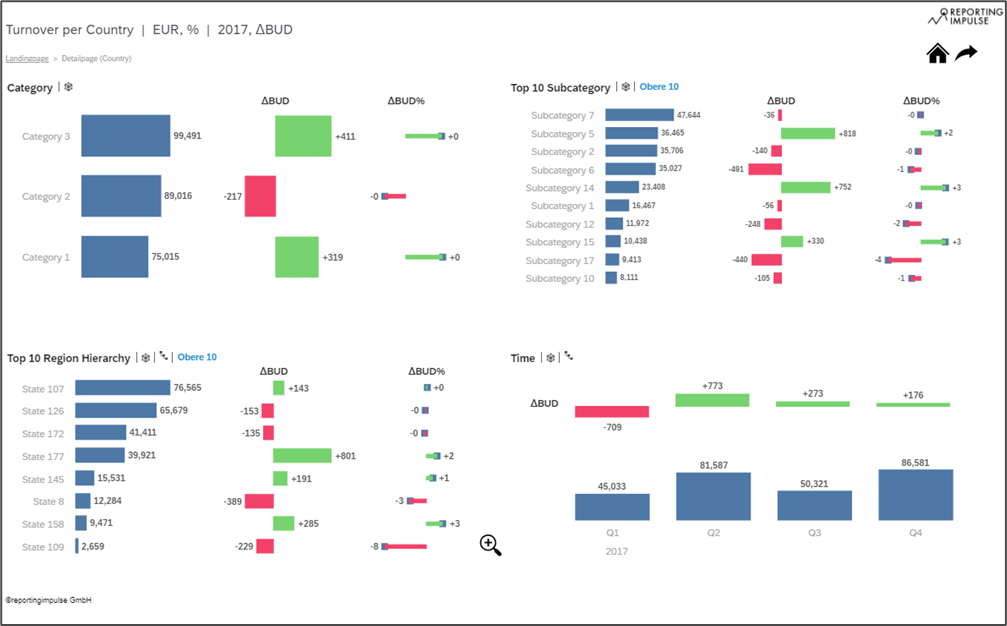 REPORTING
IMPULSE
Turnover per Country | EUR, % | 2017, ΔBUD
Landingpage > Detailpage (Country)
Category |
ΔBUD
ΔBUD%
Category 3 99,491 +411 +0
Category 2 89,016 -217 -0
Category 1 75,015 +319 +0
Top 10 Subcategory | | Obere 10
ΔBUD
ΔBUD%
Subcategory 7 47,644 -36 -0
Subcategory 5 36,465 +818 +2
Subcategory 2 35,706 -140 -0
Subcategory 6 35,027 -491 -1
Subcategory 14 23,408 +752 +3
Subcategory 1 16,467 -56 -0
Subcategory 12 11,972 -248 -2
Subcategory 15 10,438 +330 +3
Subcategory 17 9,413 -440 -4
Subcategory 10 8,111 -105 -1
Top 10 Region Hierarchy | | | Obere 10
ΔBUD
ΔBUD%
State 107 76,565 +143 +0
State 126 65,679 -153 -0
State 172 41,411 -135 -0
State 177 39,921 +801 +2
State 145 15,531 +191 +1
State 8 12,284 -389 -3
State 158 9,471 +285 +3
State 109 2,659 -229 -8
Time | |
ΔBUD
-709 +773 +273 +176
45,033 81,587 50,321 86,581
Q1 Q2 Q3 Q4
2017
©reportingimpulse GmbH